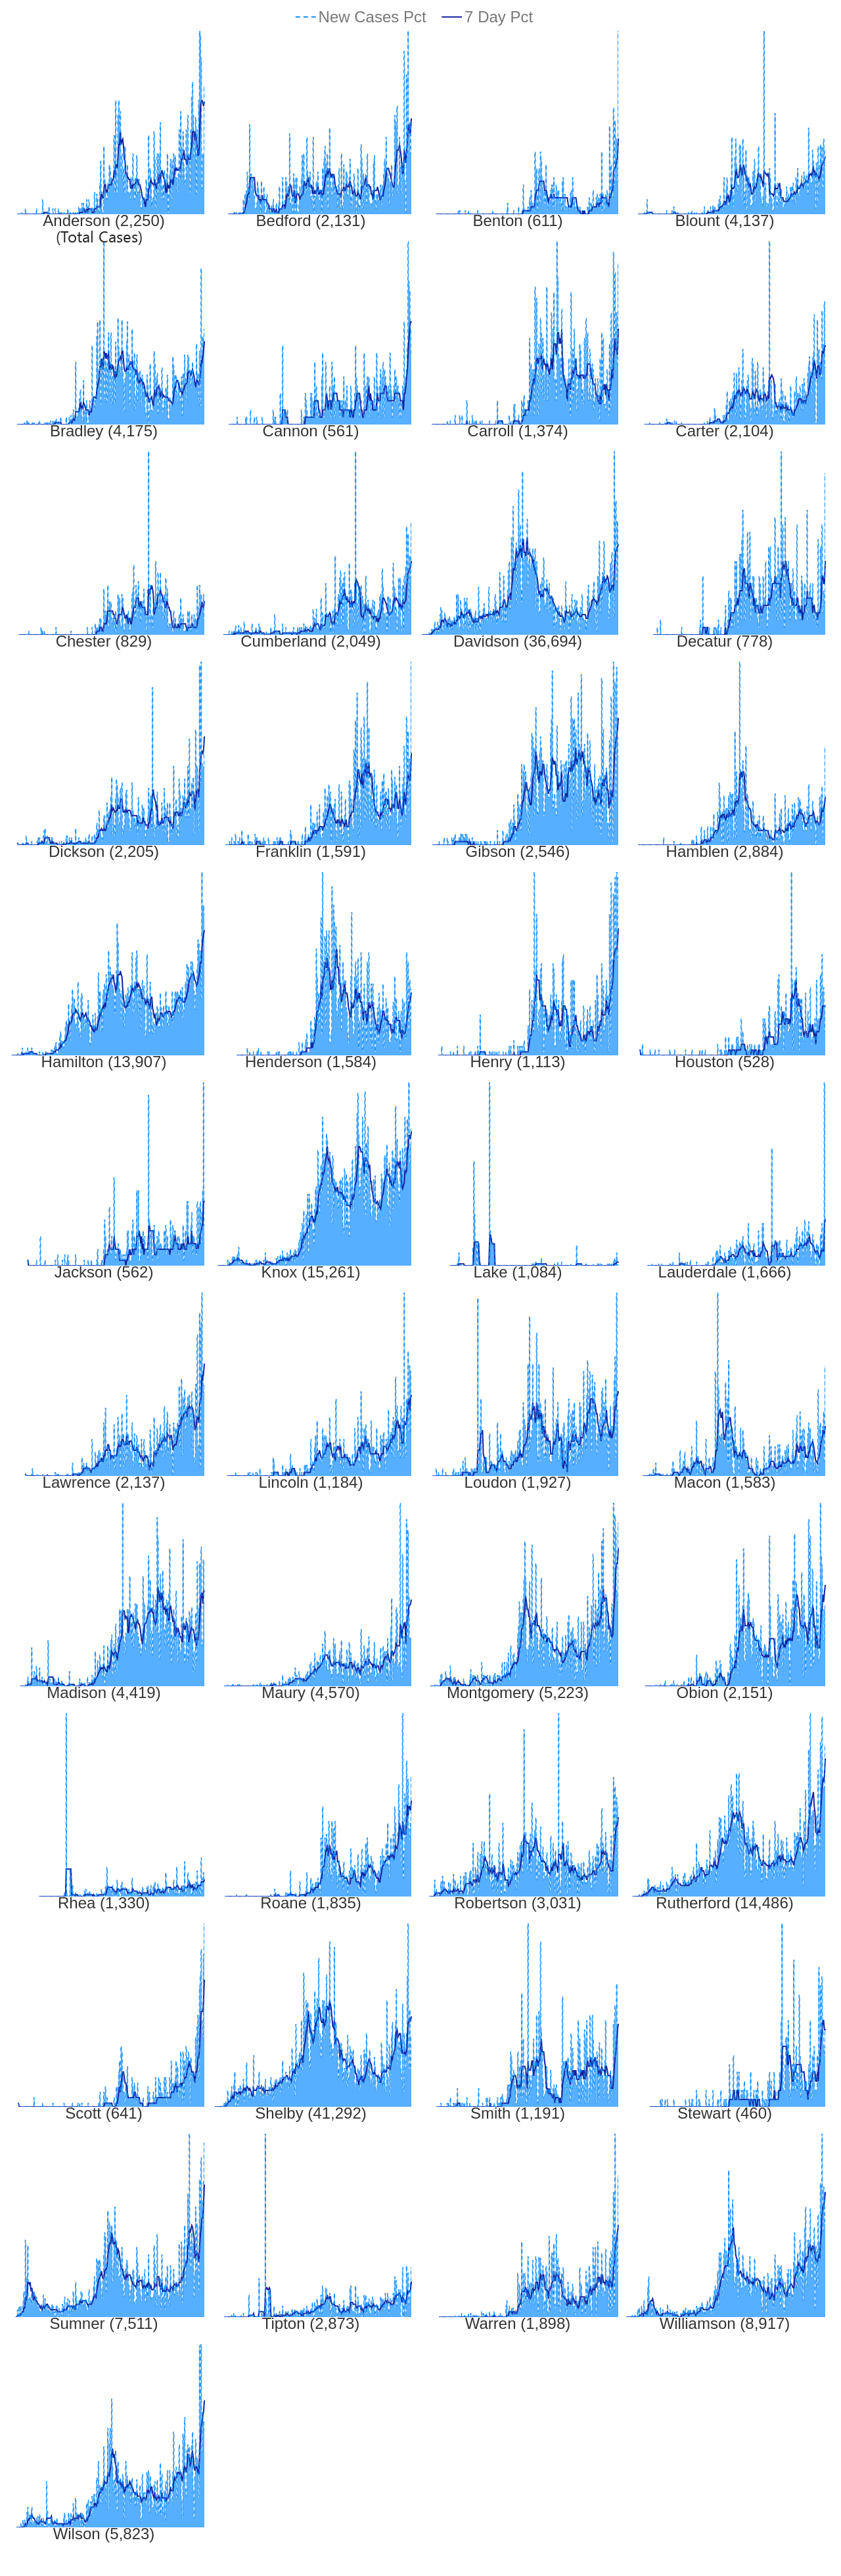 New Cases Pct 7 Day Pct
Anderson (2,250) Bedford (2,131) Benton (611) Blount (4,137)
(Total Cases)
Bradley (4,175) Cannon (561) Carroll (1,374) Carter (2,104)
Chester (829) Cumberland (2,049) Davidson (36,694) Decatur (778)
Dickson (2,205) Franklin (1,591) Gibson (2,546) Hamblen (2,884)
Hamilton (13,907) Henderson (1,584) Henry (1,113) Houston (528)
Jackson (562) Knox (15,261) Lake (1,084) Lauderdale (1,666)
Lawrence (2,137) Lincoln (1,184) Loudon (1,927) Macon (1,583)
Madison (4,419) Maury (4,570) Montgomery (5,223) Obion (2,151)
Rhea (1,330) Roane (1,835) Robertson (3,031) Rutherford (14,486)
Scott (641) Shelby (41,292) Smith (1,191) Stewart (460)
Sumner (7,511) Tipton (2,873) Warren (1,898) Williamson (8,917)
Wilson (5,823)